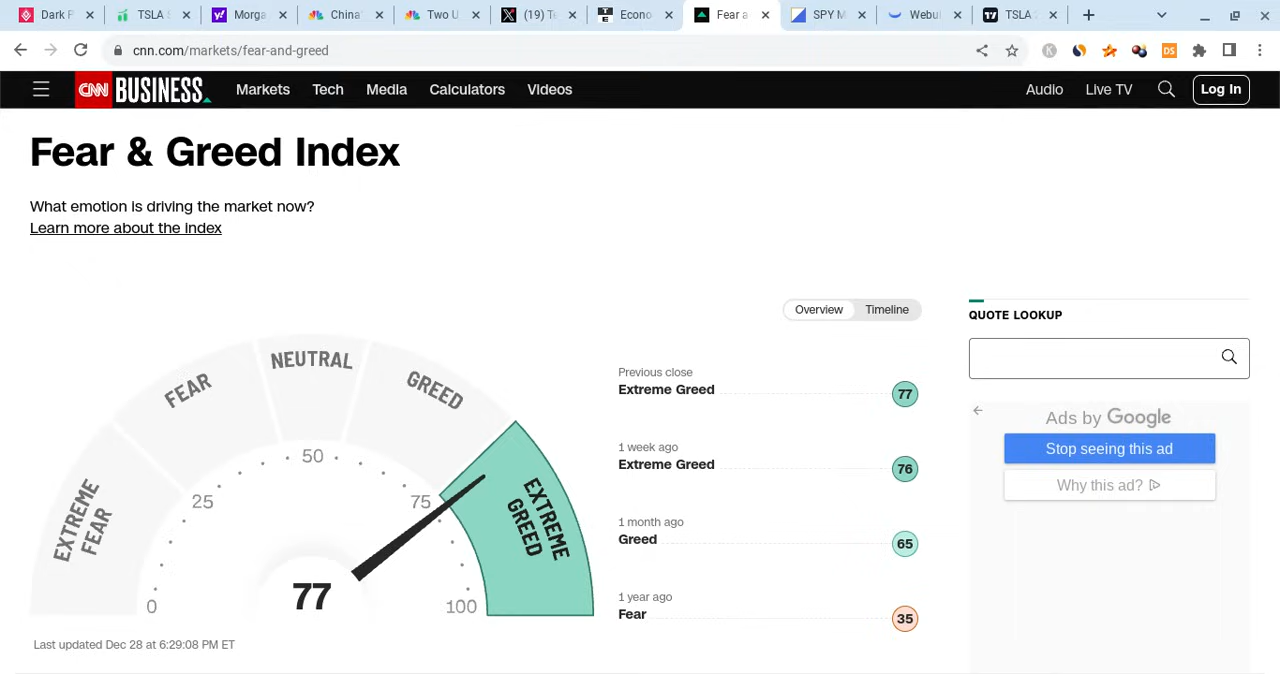 Dark P
TSLA S
Morga
China'
Two U
(19) Te
Econo
Fear a
SPY M
Webul
TSLA
cnn.com/markets/fear-and-greed
K
DS
CNN BUSINESS
Markets
Tech
Media
Calculators
Videos
Audio
Live TV
Log In
Fear & Greed Index
What emotion is driving the market now?
Learn more about the index
Overview
Timeline
EXTREME
FEAR
FEAR
NEUTRAL
GREED
EXTREME
GREED
0
25
50
75
100
77
Last updated Dec 28 at 6:29:08 PM ET
Previous close
Extreme Greed 77
1 week ago
Extreme Greed 76
1 month ago
Greed 65
1 year ago
Fear 35
QUOTE LOOKUP
Ads by Google
Stop seeing this ad
Why this ad?